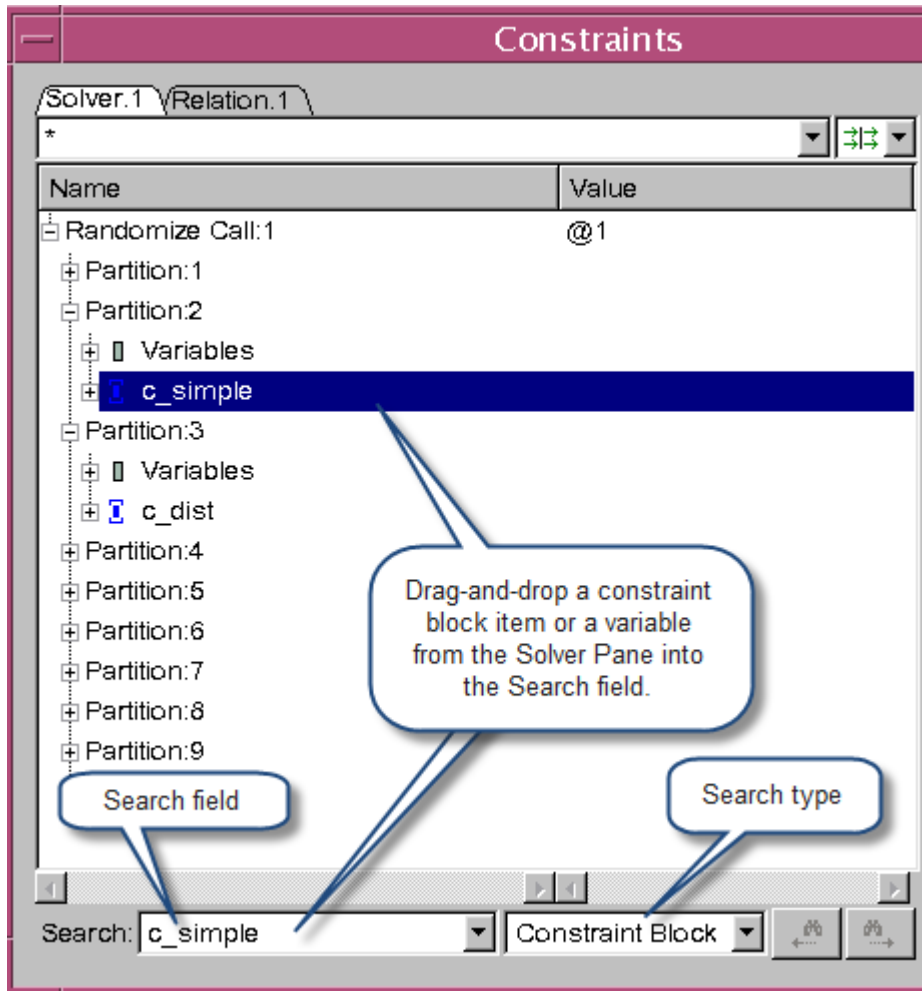 Constraints
Solver.1 Relation.1
*
Name Value
Randomize Call:1 @1
Partition:1
Partition:2
Variables
c_simple
Partition:3
Variables
c_dist
Partition:4
Partition:5
Partition:6
Partition:7
Partition:8
Partition:9
Drag-and-drop a constraint
block item or a variable
from the Solver Pane into
the Search field.
Search field
Search type
Search: c_simple Constraint Block